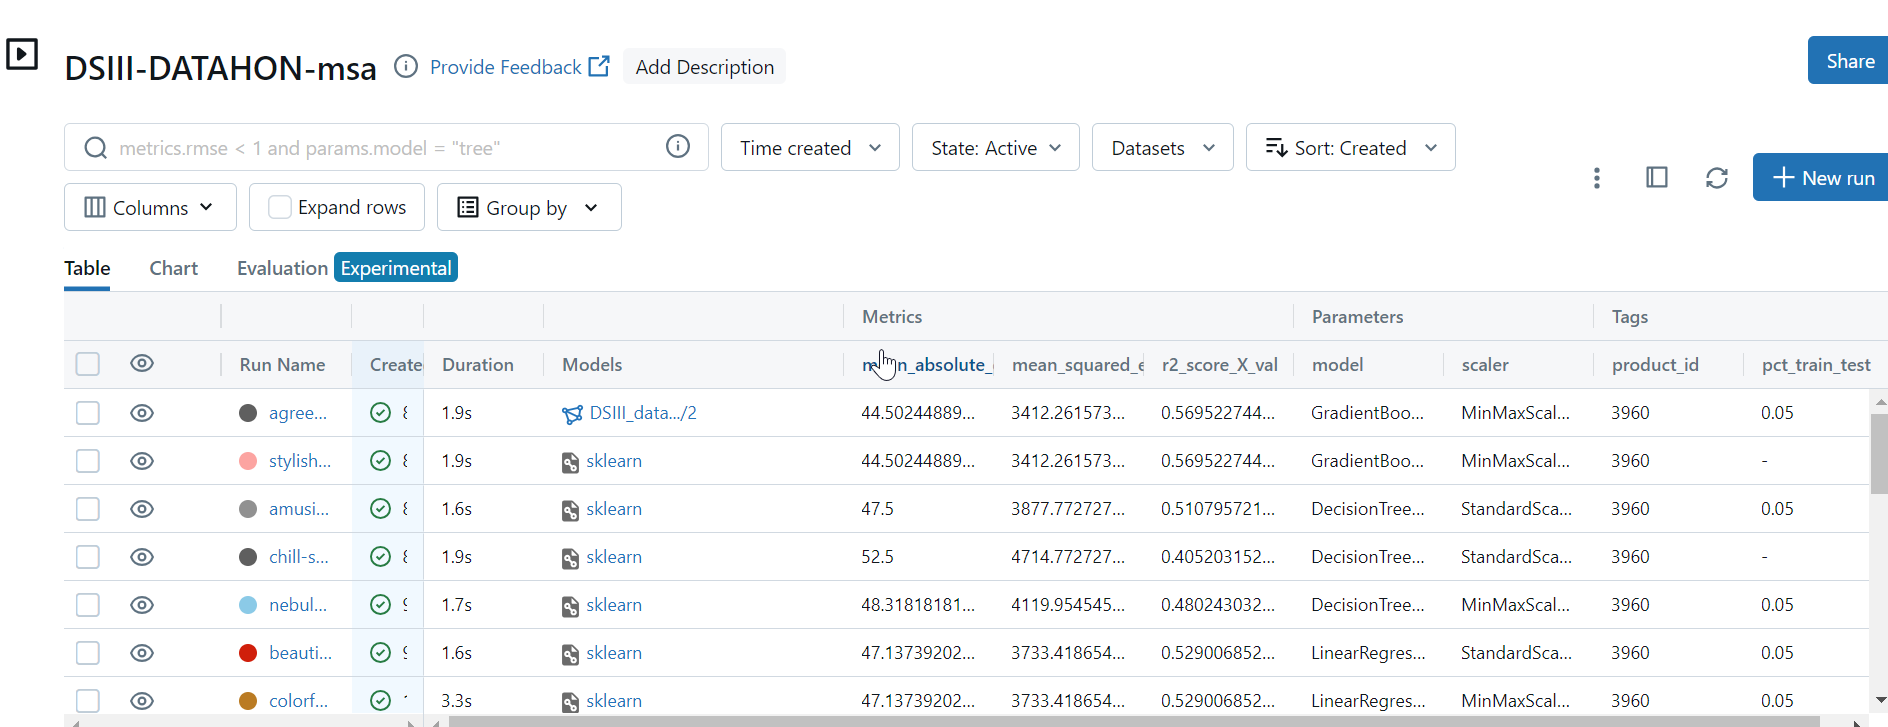 DSIII-DATAHON-msa Provide Feedback Add Description Share
metrics.rmse < 1 and params.model = "tree" Time created State: Active Datasets Sort: Created
New run
Columns Expand rows Group by
Table Chart Evaluation Experimental
Metrics Parameters Tags
Run Name Create Duration Models mean_absolute_ mean_squared_e r2_score_X_val model scaler product_id pct_train_test
agree... 1.9s DSIII_data.../2 44.50244889... 3412.261573... 0.569522744... GradientBoo... MinMaxScal... 3960 0.05
stylish... 1.9s sklearn 44.50244889... 3412.261573... 0.569522744... GradientBoo... MinMaxScal... 3960 -
amusi... 1.6s sklearn 47.5 3877.772727... 0.510795721... DecisionTree... StandardSca... 3960 0.05
chill-s... 1.9s sklearn 52.5 4714.772727... 0.405203152... DecisionTree... StandardSca... 3960 -
nebul... 1.7s sklearn 48.31818181... 4119.954545... 0.480243032... DecisionTree... MinMaxScal... 3960 0.05
beauti... 1.6s sklearn 47.13739202... 3733.418654... 0.529006852... LinearRegres... StandardSca... 3960 0.05
colorf... 3.3s sklearn 47.13739202... 3733.418654... 0.529006852... LinearRegres... MinMaxScal... 3960 0.05